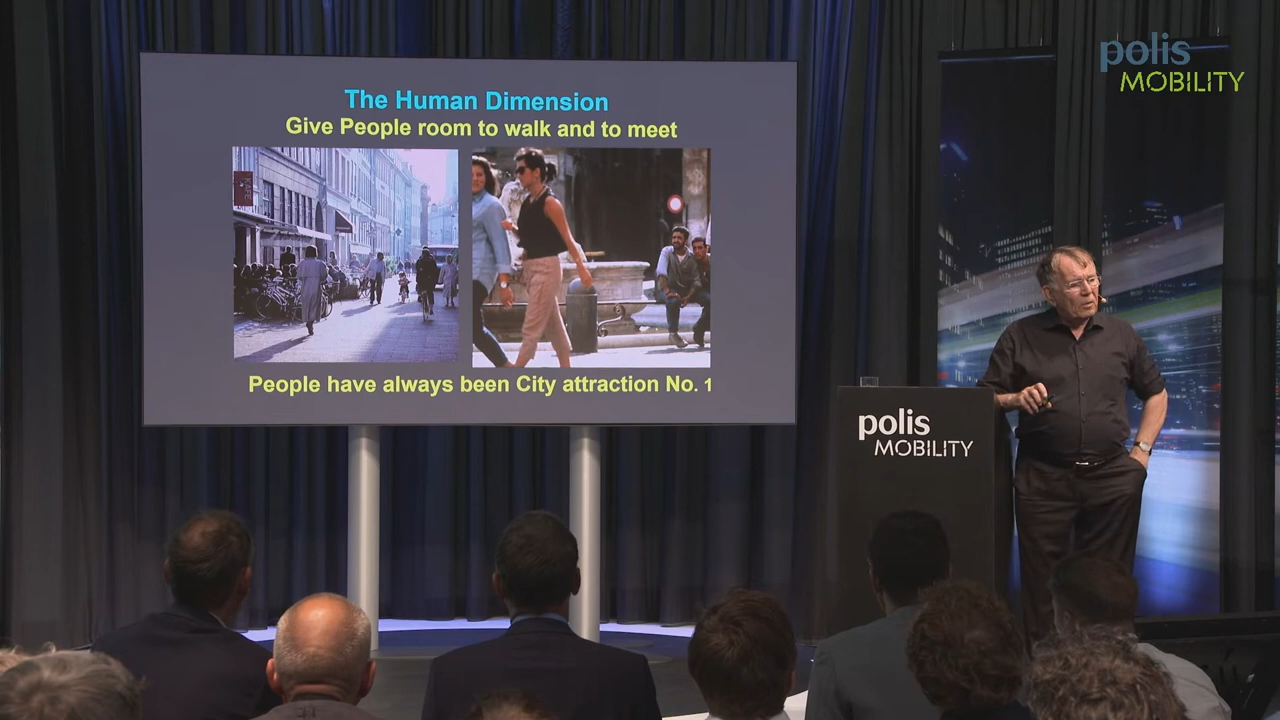 polis
MOBILITY
The Human Dimension
Give People room to walk and to meet
People have always been City attraction No. 1
polis
MOBILITY